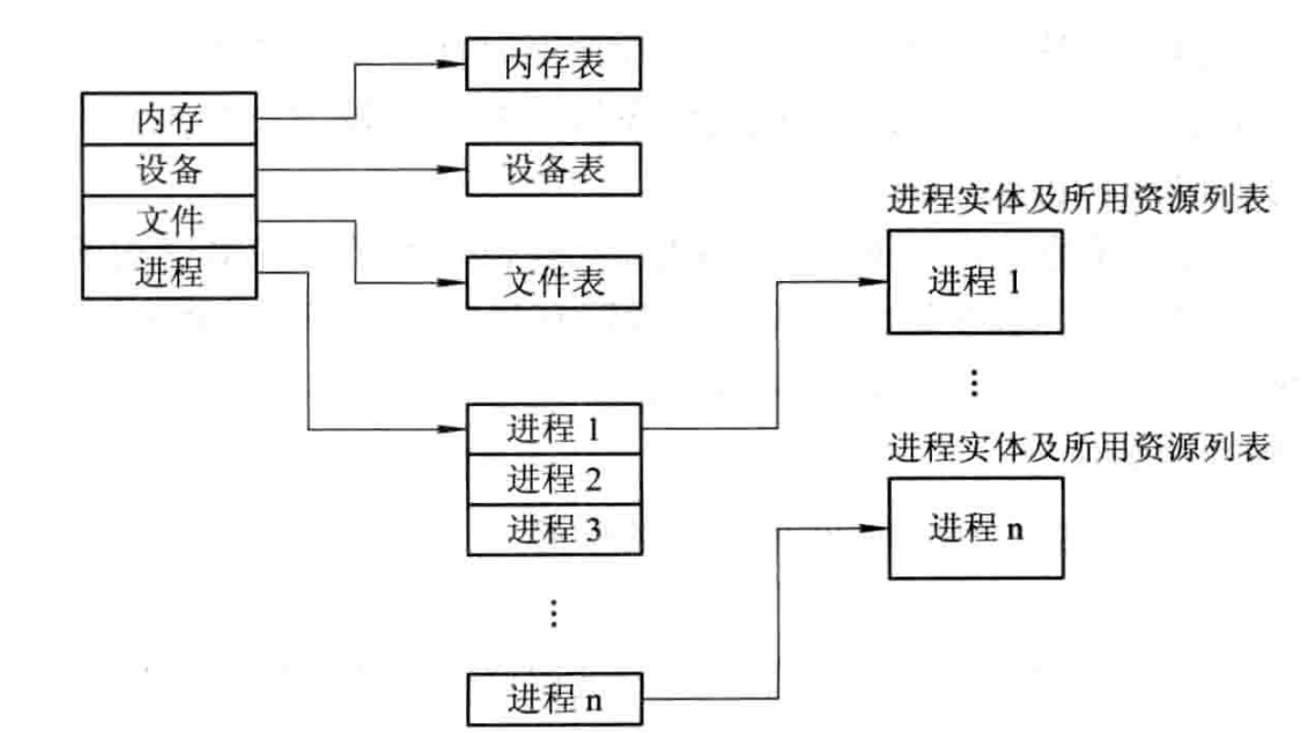 内存
设备
文件
进程
内存表
设备表
文件表
进程 1
进程 2
进程 3
⋮
进程 n
进程实体及所用资源列表
进程 1
⋮
进程实体及所用资源列表
进程 n